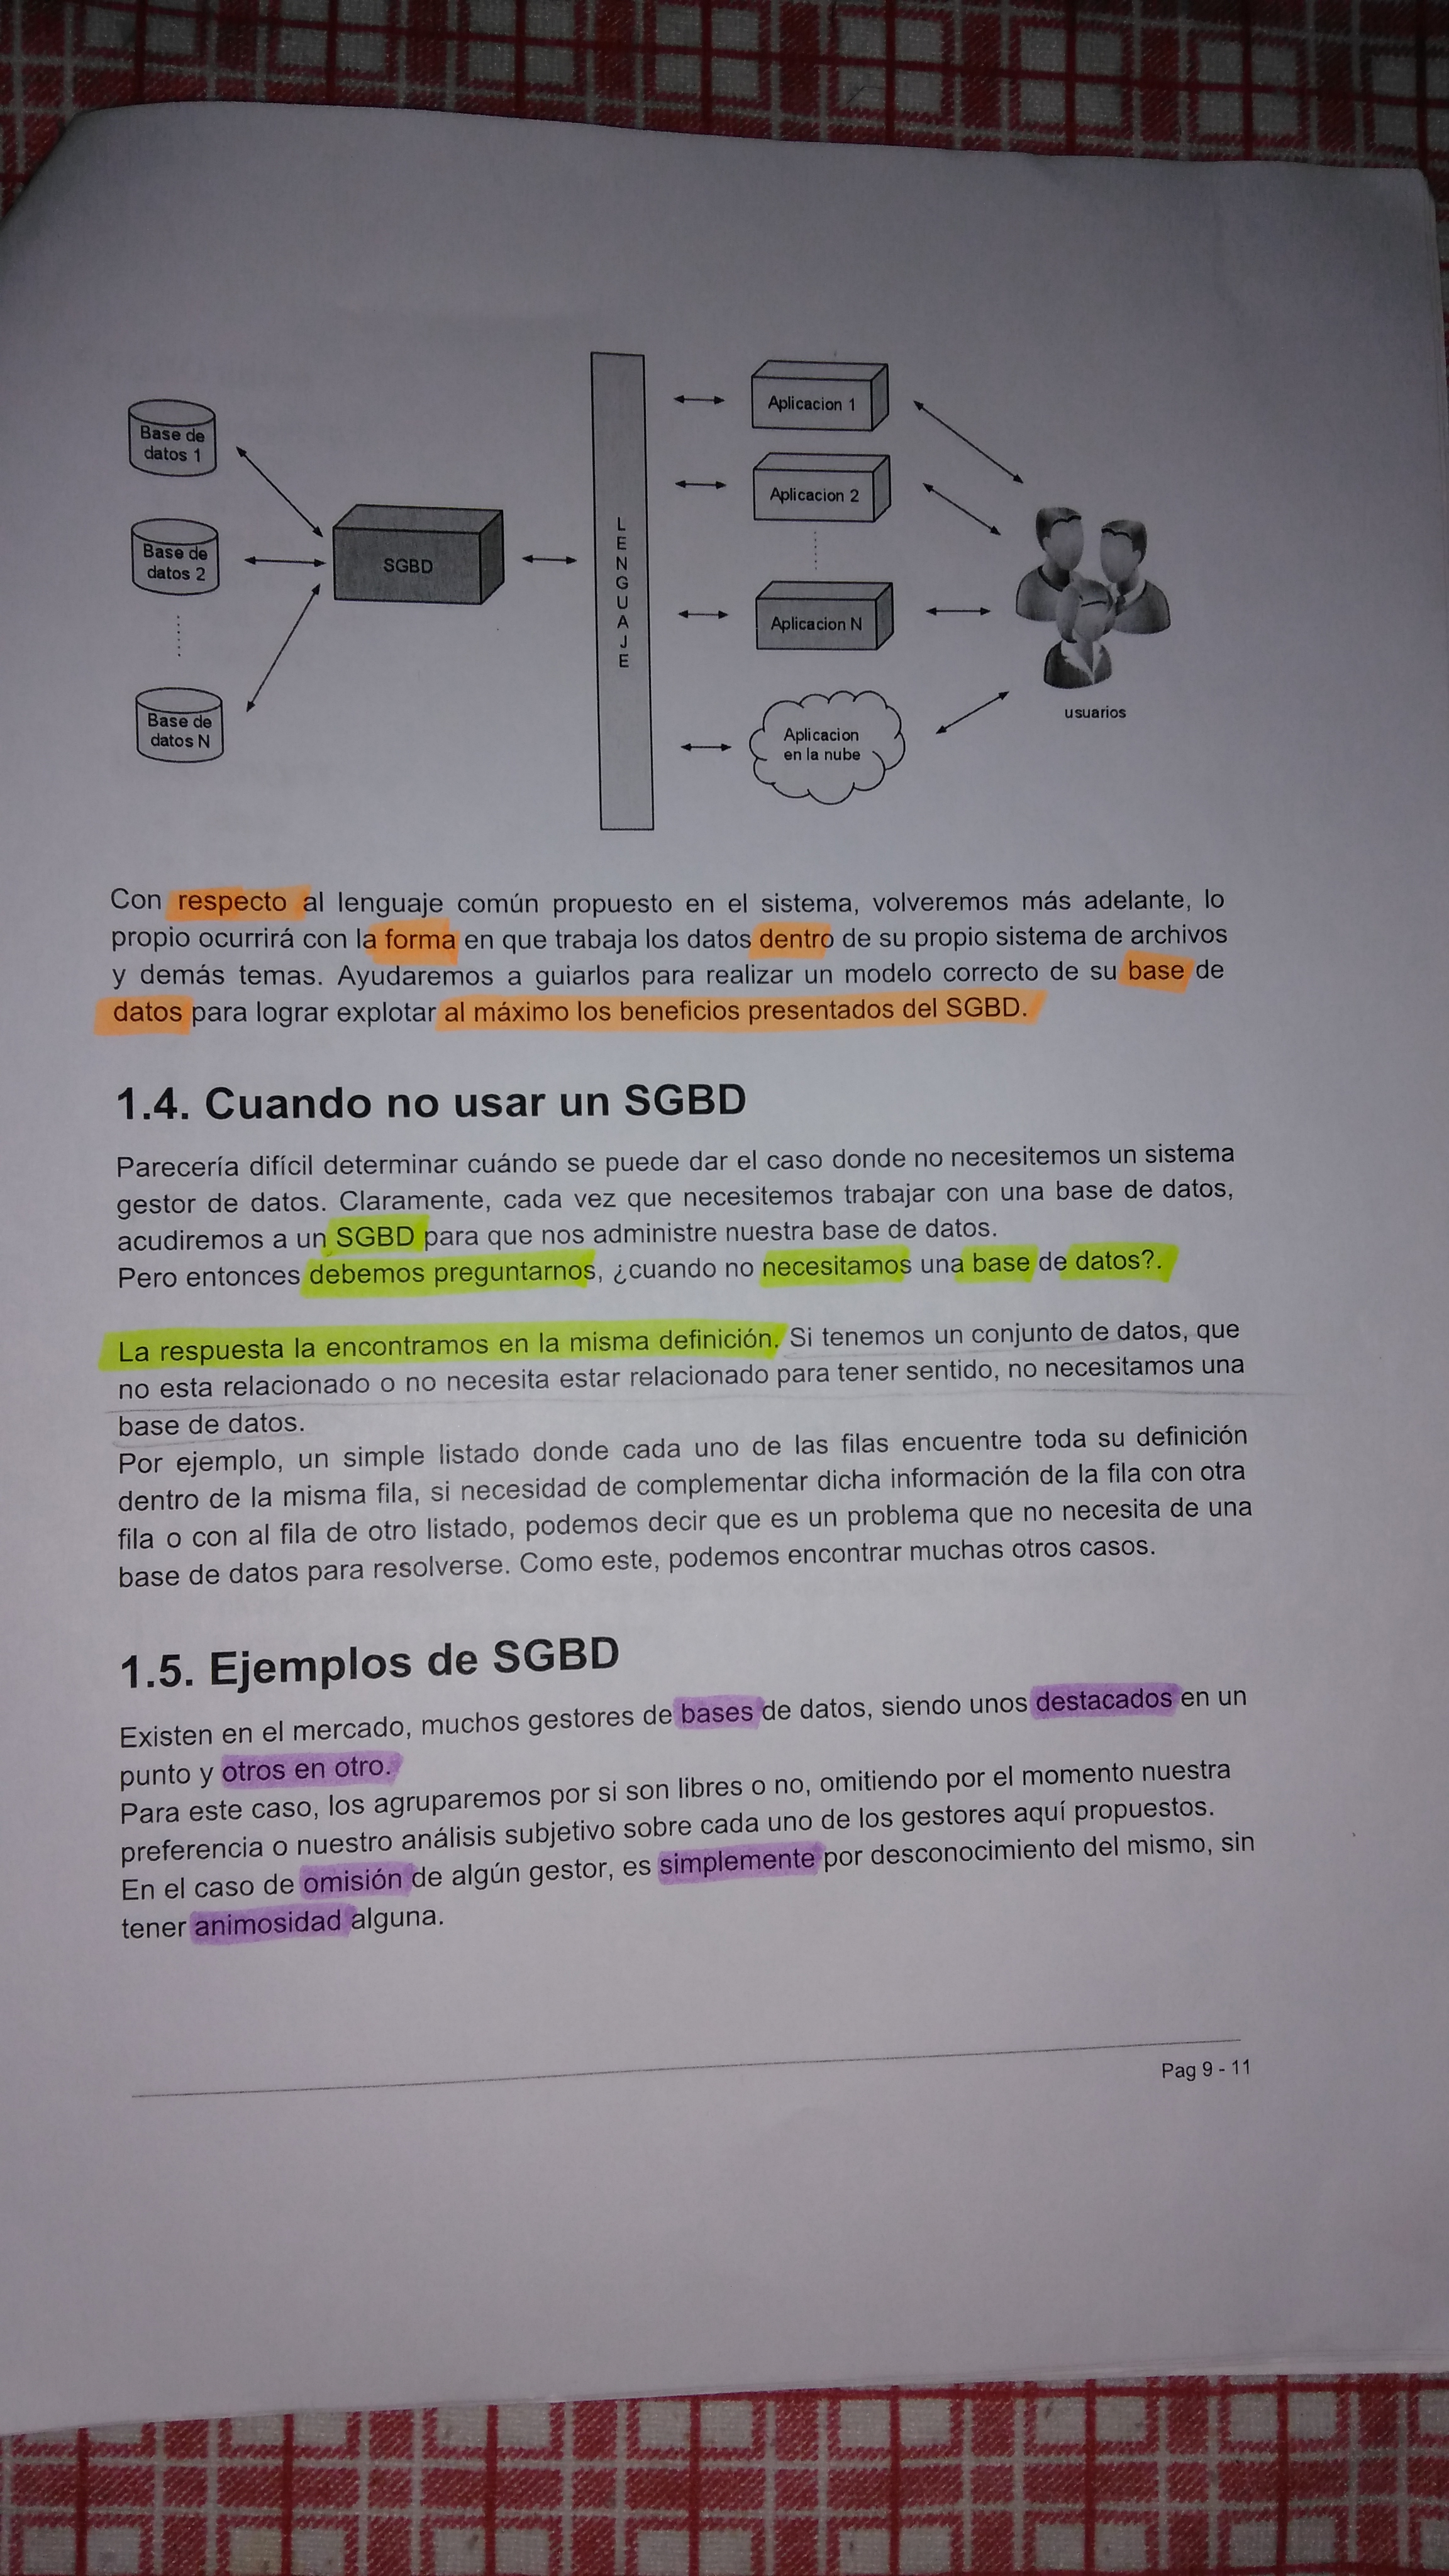 Base de
datos 1
Base de
datos 2
Base de
datos N
SGBD
LENGUAJE
Aplicacion 1
Aplicacion 2
Aplicacion N
Aplicacion
en la nube
usuarios
Con respecto al lenguaje común propuesto en el sistema, volveremos más adelante, lo
propio ocurrirá con la forma en que trabaja los datos dentro de su propio sistema de archivos
y demás temas. Ayudaremos a guiarlos para realizar un modelo correcto de su base de
datos para lograr explotar al máximo los beneficios presentados del SGBD.
1.4. Cuando no usar un SGBD
Parecería difícil determinar cuándo se puede dar el caso donde no necesitemos un sistema
gestor de datos. Claramente, cada vez que necesitemos trabajar con una base de datos,
acudiremos a un SGBD para que nos administre nuestra base de datos.
Pero entonces debemos preguntarnos, ¿cuando no necesitamos una base de datos?.
La respuesta la encontramos en la misma definición. Si tenemos un conjunto de datos, que
no esta relacionado o no necesita estar relacionado para tener sentido, no necesitamos una
base de datos.
Por ejemplo, un simple listado donde cada uno de las filas encuentre toda su definición
dentro de la misma fila, si necesidad de complementar dicha información de la fila con otra
fila o con al fila de otro listado, podemos decir que es un problema que no necesita de una
base de datos para resolverse. Como este, podemos encontrar muchas otros casos.
1.5. Ejemplos de SGBD
Existen en el mercado, muchos gestores de bases de datos, siendo unos destacados en un
punto y otros en otro.
Para este caso, los agruparemos por si son libres o no, omitiendo por el momento nuestra
preferencia o nuestro análisis subjetivo sobre cada uno de los gestores aquí propuestos.
En el caso de omisión de algún gestor, es simplemente por desconocimiento del mismo, sin
tener animosidad alguna.
Pag 9 - 11